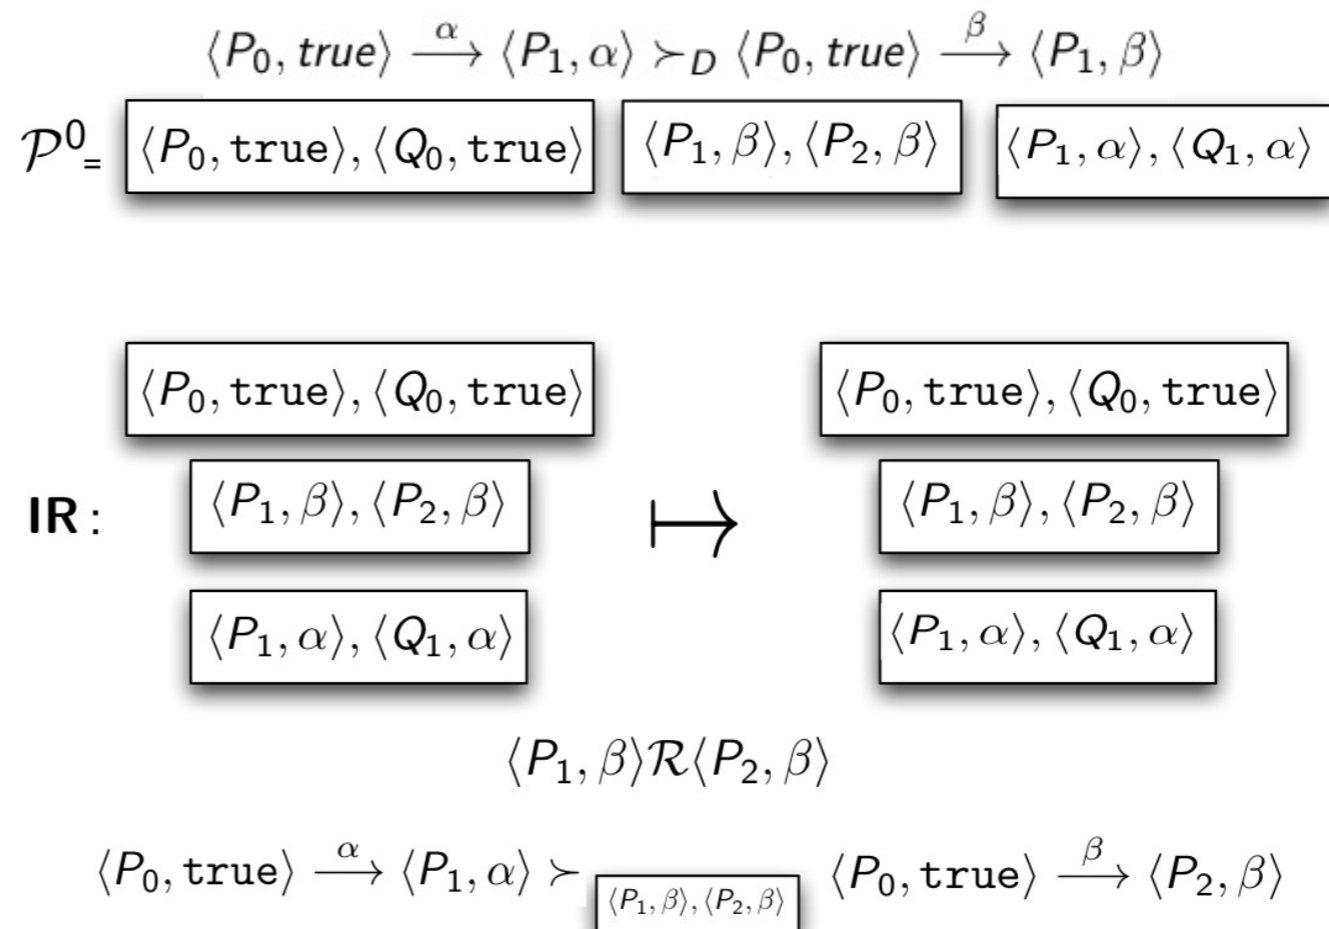 ⟨P₀, true⟩ —α→ ⟨P₁, α⟩ ≻_D ⟨P₀, true⟩ —β→ ⟨P₁, β⟩
𝒫⁰= ⟨P₀, true⟩, ⟨Q₀, true⟩ ⟨P₁, β⟩, ⟨P₂, β⟩ ⟨P₁, α⟩, ⟨Q₁, α⟩
⟨P₀, true⟩, ⟨Q₀, true⟩ ⟨P₀, true⟩, ⟨Q₀, true⟩
IR: ⟨P₁, β⟩, ⟨P₂, β⟩ ⟼ ⟨P₁, β⟩, ⟨P₂, β⟩
⟨P₁, α⟩, ⟨Q₁, α⟩ ⟨P₁, α⟩, ⟨Q₁, α⟩
⟨P₁, β⟩ℛ⟨P₂, β⟩
⟨P₀, true⟩ —α→ ⟨P₁, α⟩ ≻ ⟨P₁, β⟩, ⟨P₂, β⟩ ⟨P₀, true⟩ —β→ ⟨P₂, β⟩